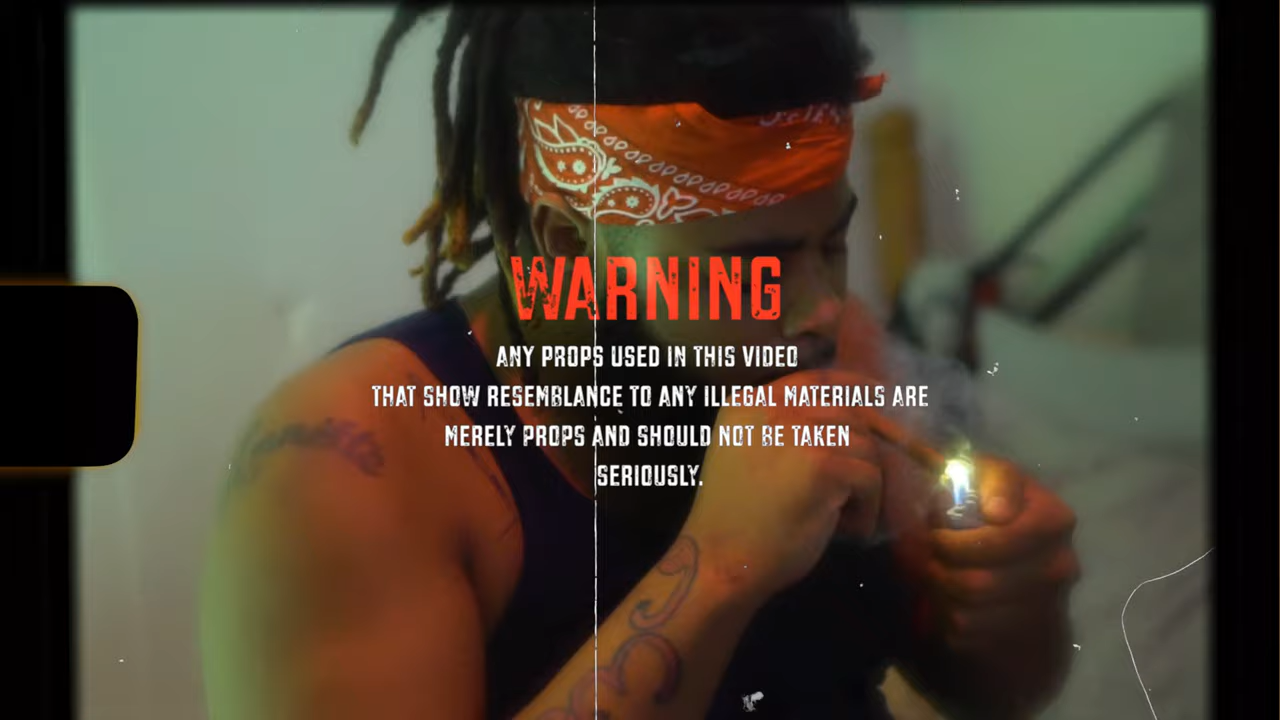 WARNING
ANY PROPS USED IN THIS VIDEO
THAT SHOW RESEMBLANCE TO ANY ILLEGAL MATERIALS ARE
MERELY PROPS AND SHOULD NOT BE TAKEN
SERIOUSLY.